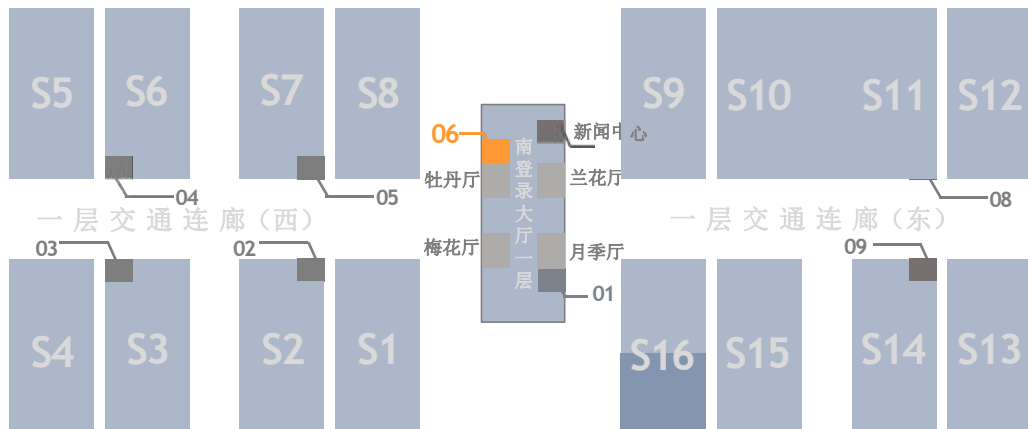 S5
S6
S7
S8
S9
S10
S11
S12
06
新闻中心
南登录大厅一层
牡丹厅
兰花厅
04
05
08
一层交通连廊（西）
一层交通连廊（东）
03
02
梅花厅
月季厅
09
01
S4
S3
S2
S1
S16
S15
S14
S13